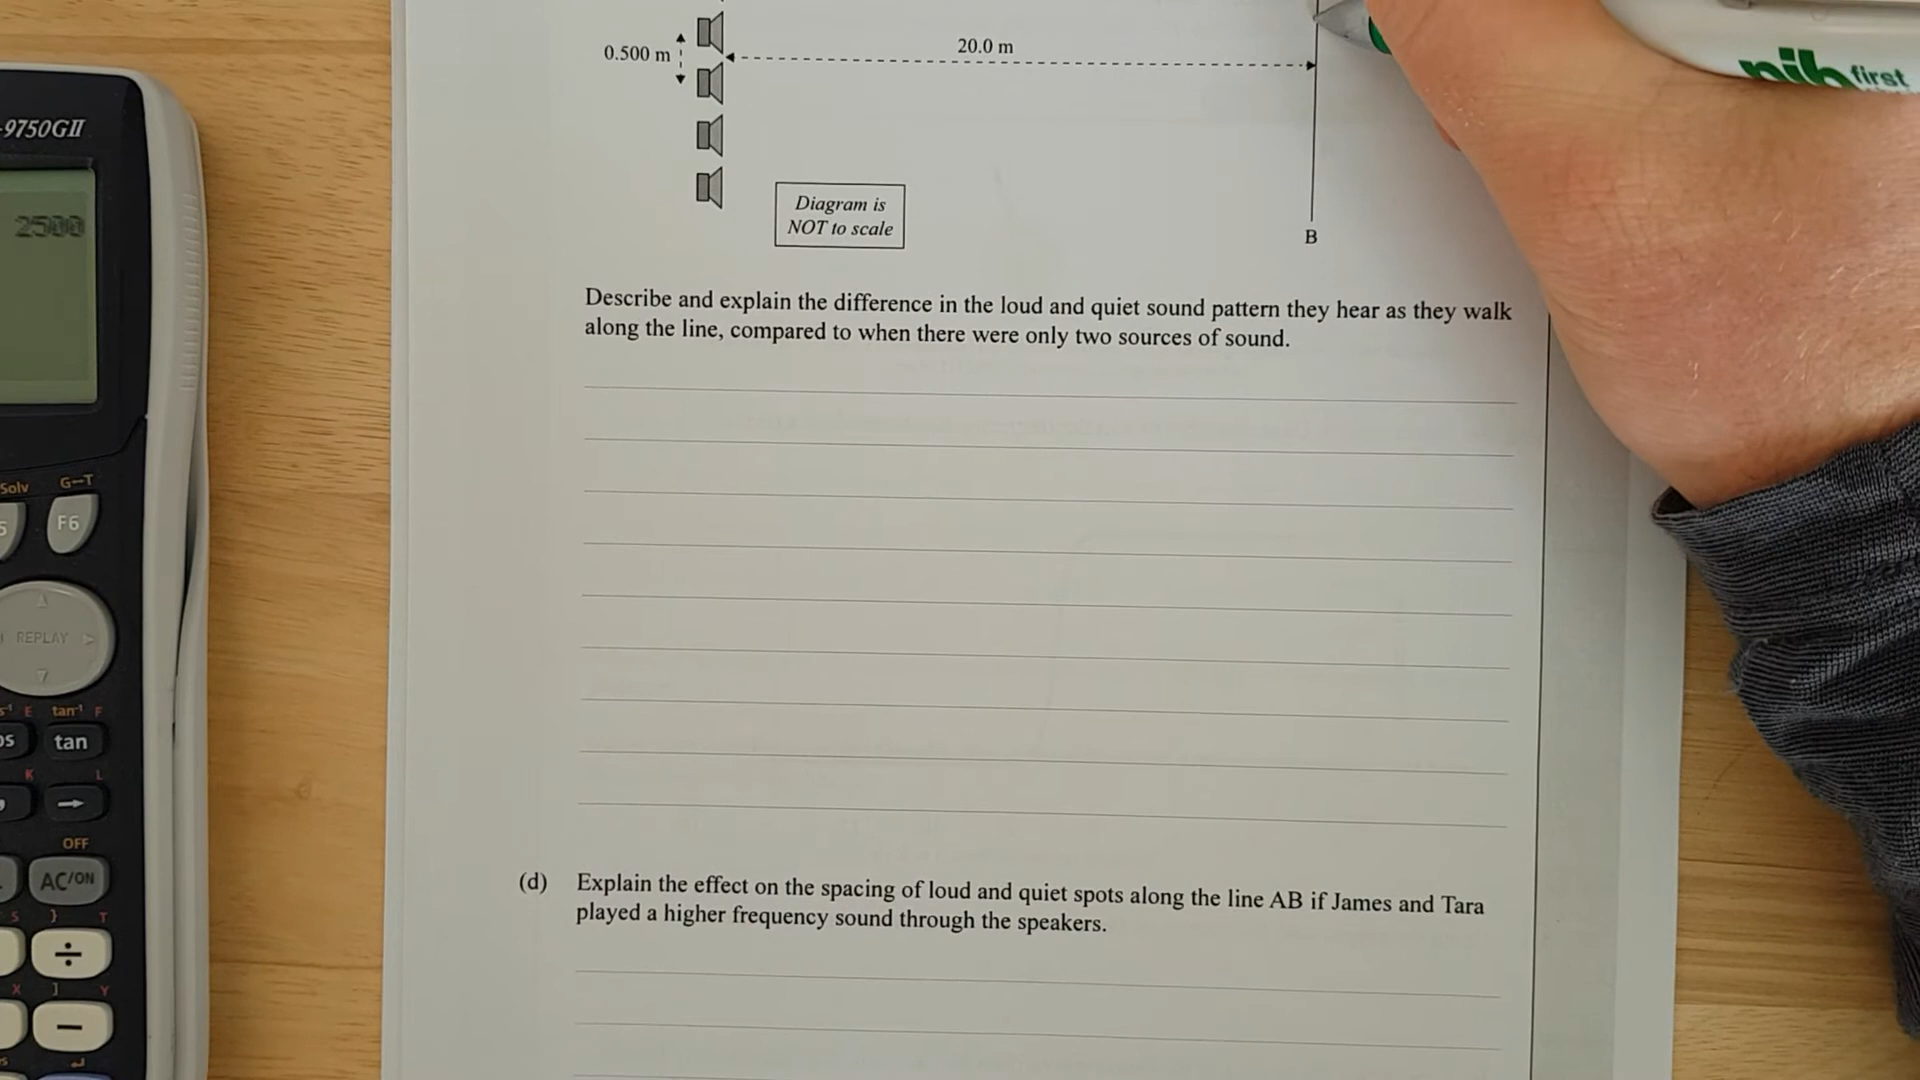 0.500 m
20.0 m
nib first
-9750GII
2500
Diagram is
NOT to scale
B
Describe and explain the difference in the loud and quiet sound pattern they hear as they walk
along the line, compared to when there were only two sources of sound.
Solv G↔T
F6
REPLAY
E tan⁻¹ F
tan
K L
→
OFF
AC/ON
(d) Explain the effect on the spacing of loud and quiet spots along the line AB if James and Tara
played a higher frequency sound through the speakers.
S } T
÷
X ] Y
−